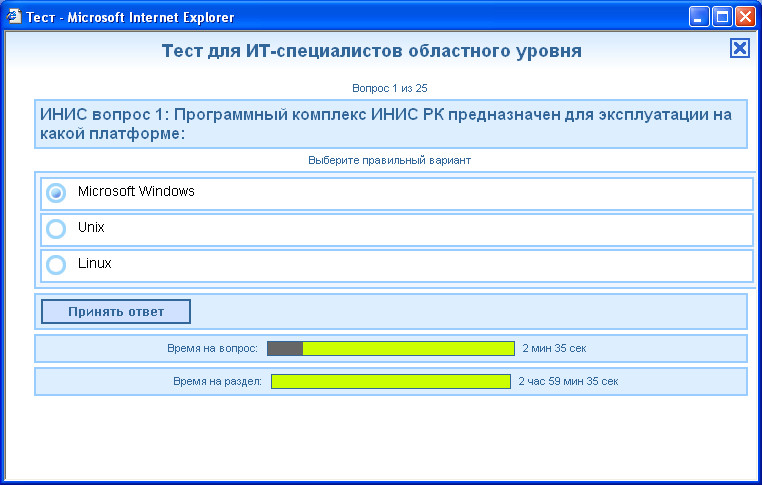 Тест - Microsoft Internet Explorer
Тест для ИТ-специалистов областного уровня
Вопрос 1 из 25
ИНИС вопрос 1: Программный комплекс ИНИС РК предназначен для эксплуатации на
какой платформе:
Выберите правильный вариант
Microsoft Windows
Unix
Linux
Принять ответ
Время на вопрос: 2 мин 35 сек
Время на раздел: 2 час 59 мин 35 сек